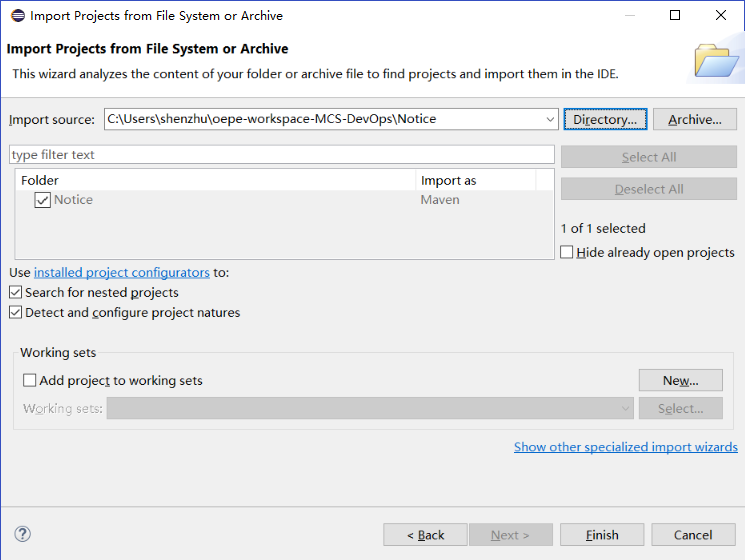 Import Projects from File System or Archive
Import Projects from File System or Archive
This wizard analyzes the content of your folder or archive file to find projects and import them in the IDE.
Import source: C:\Users\shenzhu\oepe-workspace-MCS-DevOps\Notice Directory... Archive...
type filter text Select All
Folder Import as Deselect All
Notice Maven
1 of 1 selected
Hide already open projects
Use installed project configurators to:
Search for nested projects
Detect and configure project natures
Working sets
Add project to working sets New...
Working sets: Select...
Show other specialized import wizards
? < Back Next > Finish Cancel